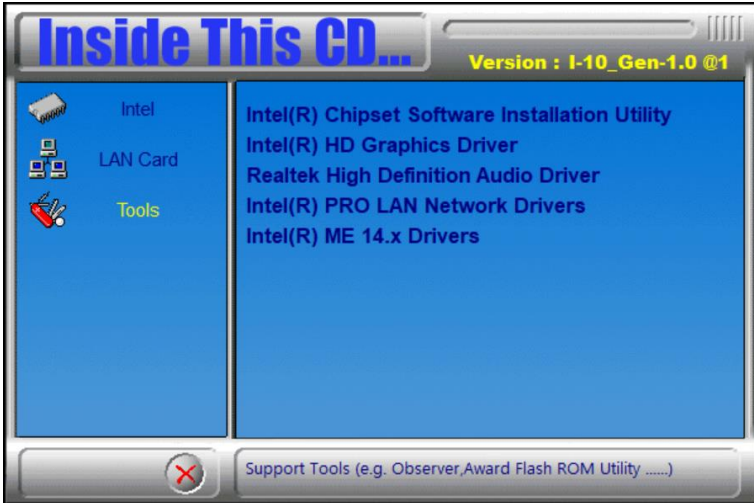 Inside This CD...
Version : I-10_Gen-1.0 @1
Intel
LAN Card
Tools
Intel(R) Chipset Software Installation Utility
Intel(R) HD Graphics Driver
Realtek High Definition Audio Driver
Intel(R) PRO LAN Network Drivers
Intel(R) ME 14.x Drivers
Support Tools (e.g. Observer,Award Flash ROM Utility ......)